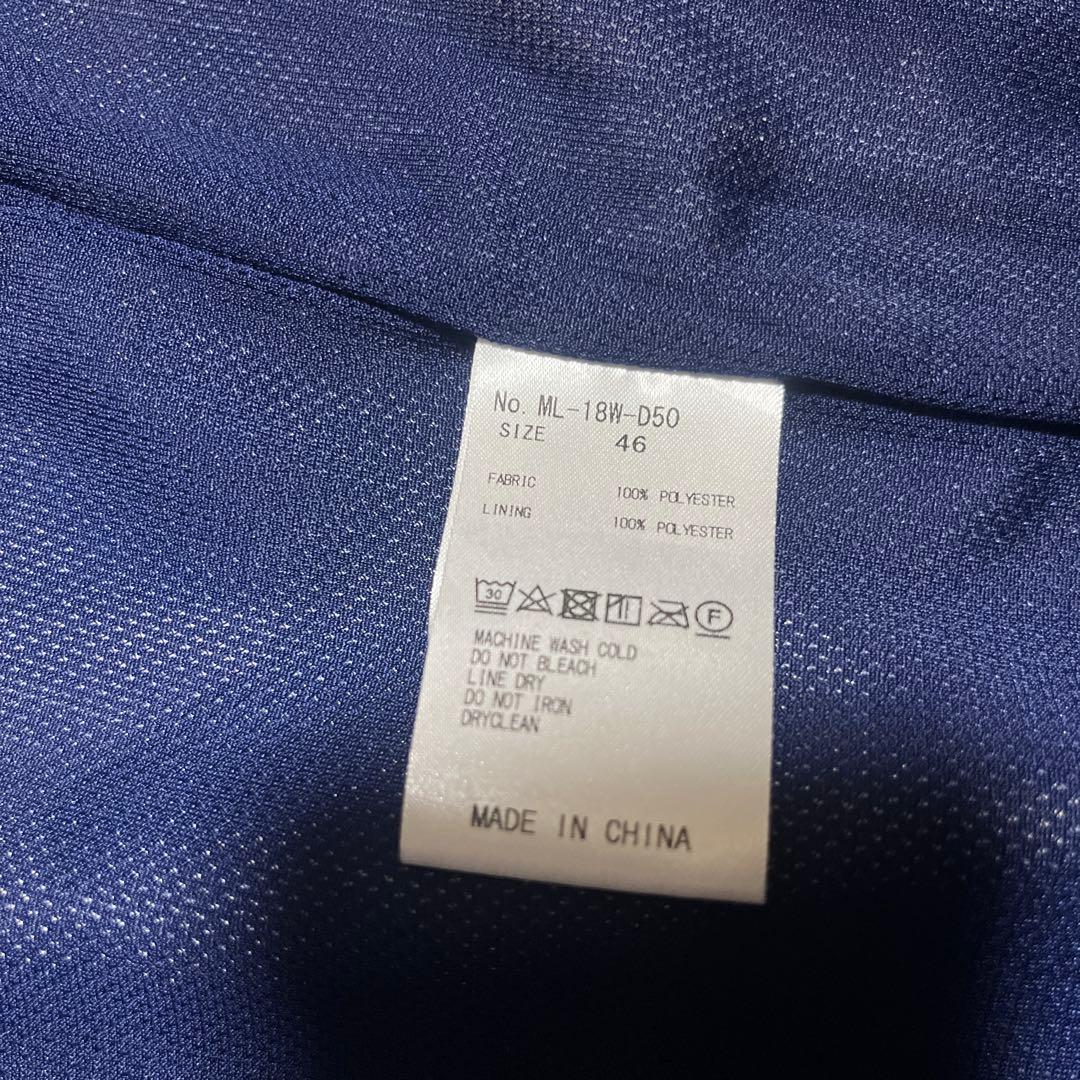 No. ML-18W-D50
SIZE 46
FABRIC 100% POLYESTER
LINING 100% POLYESTER
30 F
MACHINE WASH COLD
DO NOT BLEACH
LINE DRY
DO NOT IRON
DRYCLEAN
MADE IN CHINA